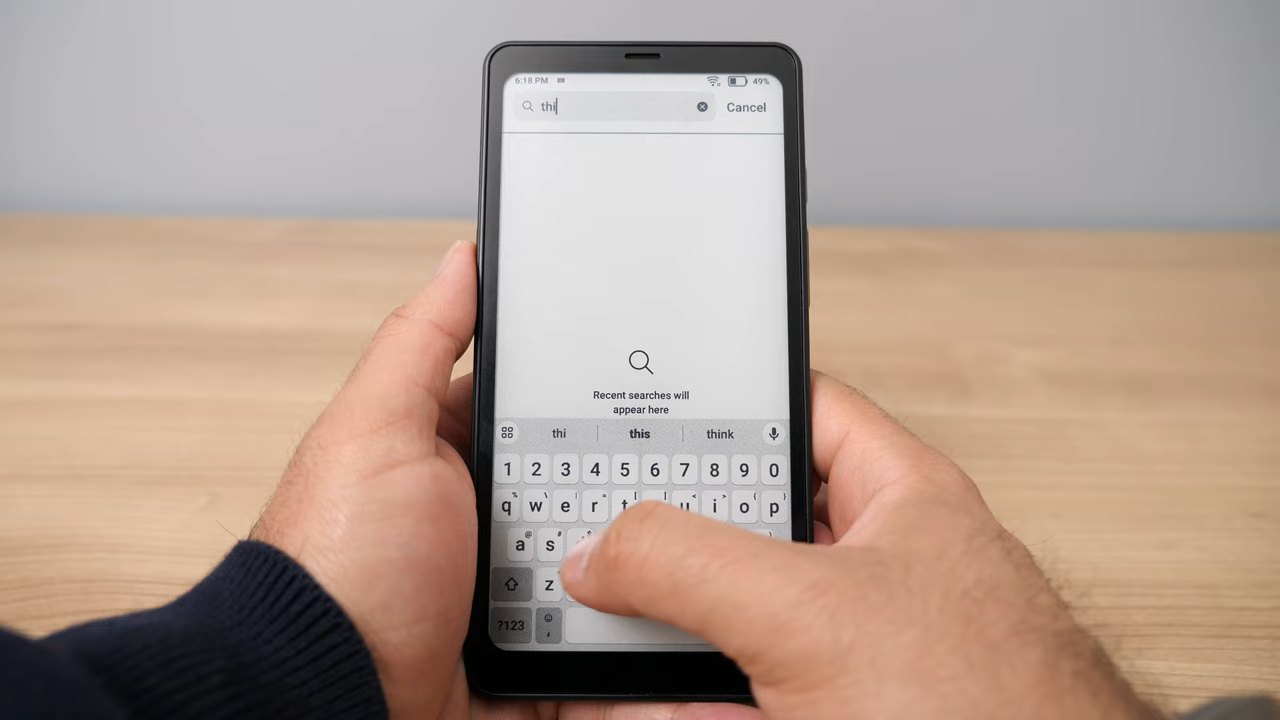 6:18 PM 49%
thi Cancel
Recent searches will
appear here
thi this think
1 2 3 4 5 6 7 8 9 0
q w e r t u i o p
a s
z
?123